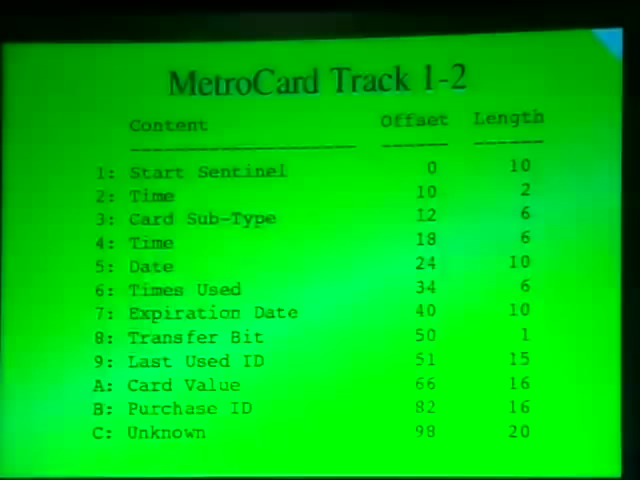 MetroCard Track 1-2
Content Offset Length
--------------------- ------ ------
1: Start Sentinel 0 10
2: Time 10 2
3: Card Sub-Type 12 6
4: Time 18 6
5: Date 24 10
6: Times Used 34 6
7: Expiration Date 40 10
8: Transfer Bit 50 1
9: Last Used ID 51 15
A: Card Value 66 16
B: Purchase ID 82 16
C: Unknown 98 20